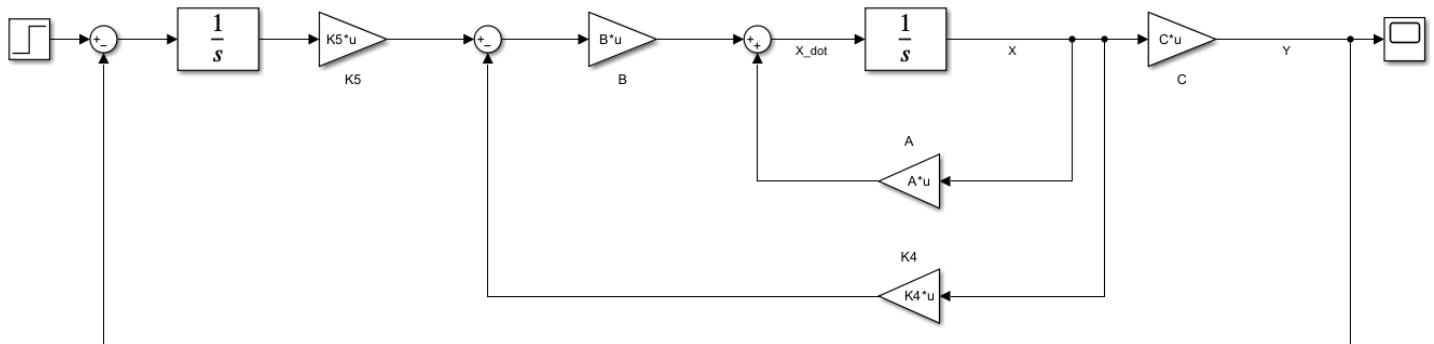 +
−
1
s
K5*u
K5
+
−
B*u
B
+
+
X_dot
1
s
X
C*u
C
Y
A
A*u
K4
K4*u